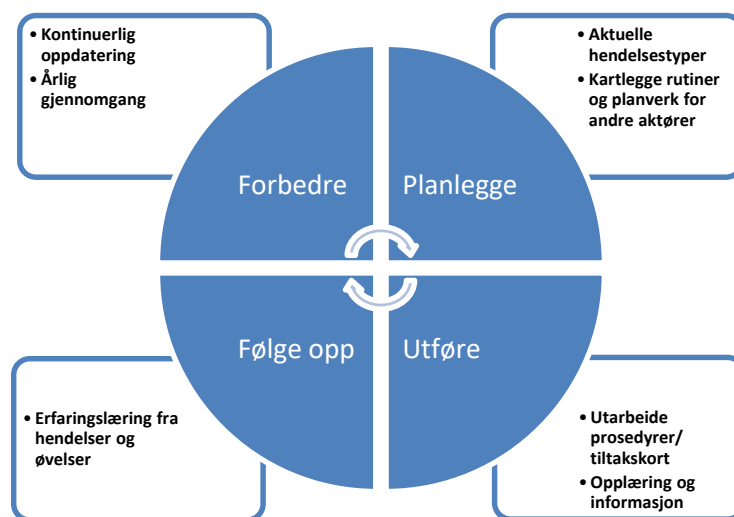 • Kontinuerlig
oppdatering
• Årlig
gjennomgang
• Aktuelle
hendelsestyper
• Kartlegge rutiner
og planverk for
andre aktører
Forbedre
Planlegge
Følge opp
Utføre
• Erfaringslæring fra
hendelser og
øvelser
• Utarbeide
prosedyrer/
tiltakskort
• Opplæring og
informasjon